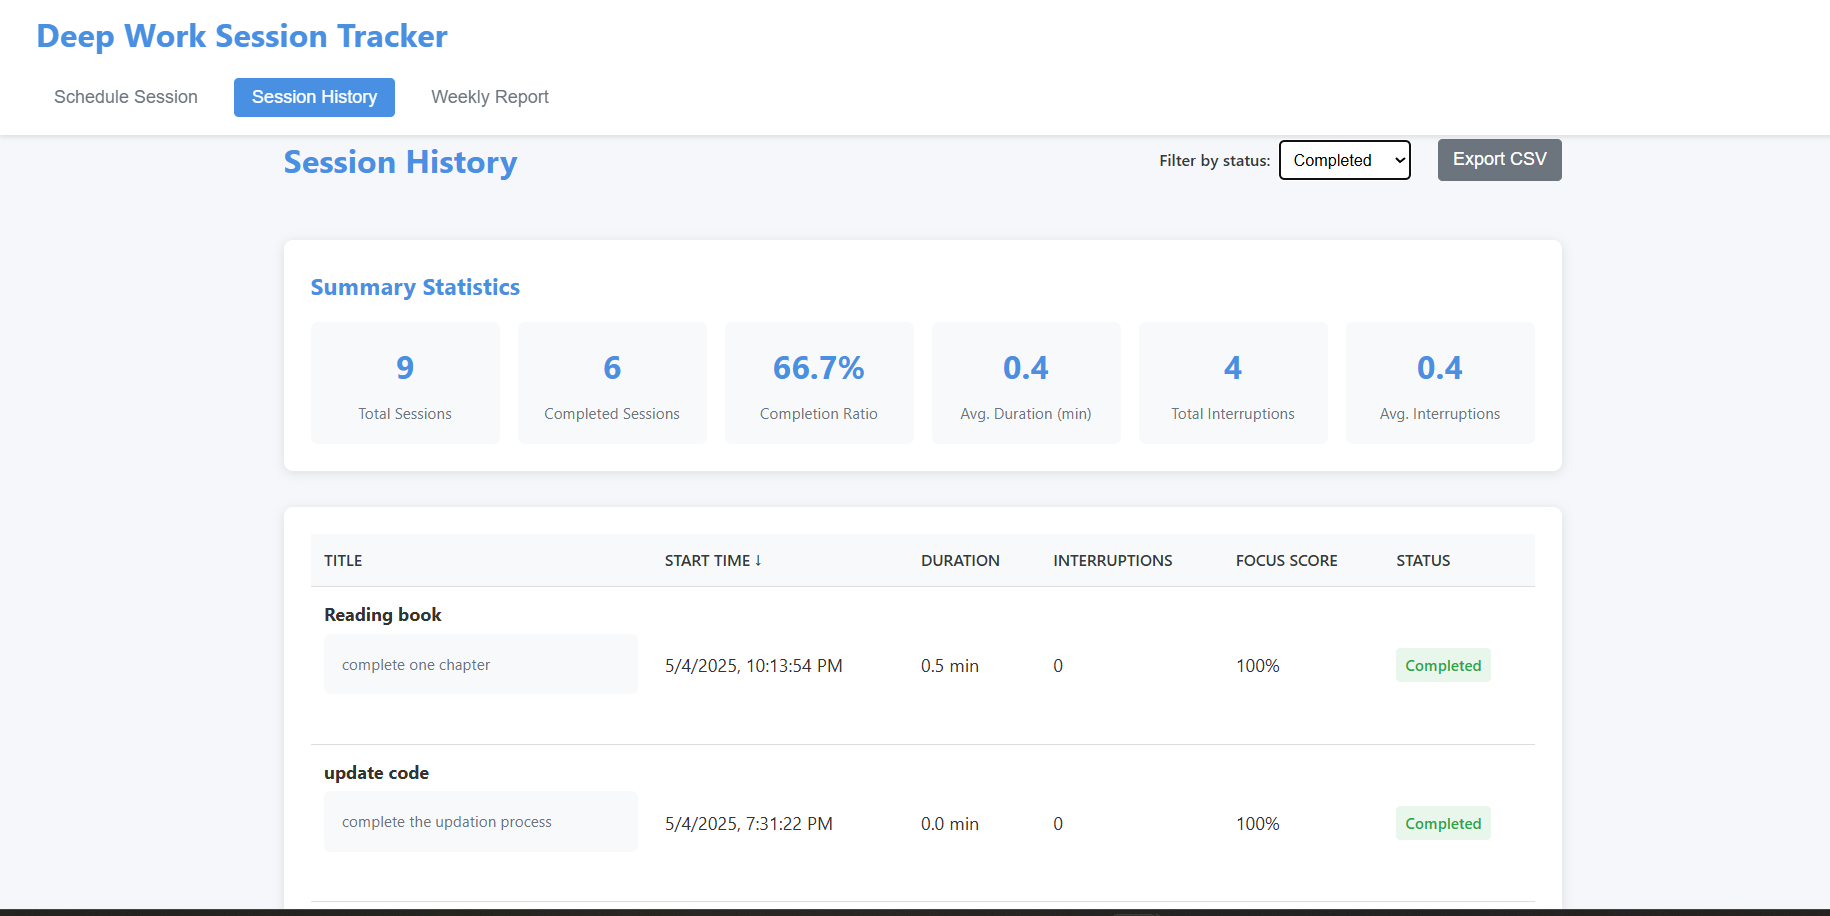 Deep Work Session Tracker
Schedule Session Session History Weekly Report
Session History Filter by status: Completed Export CSV
Summary Statistics
9 6 66.7% 0.4 4 0.4
Total Sessions Completed Sessions Completion Ratio Avg. Duration (min) Total Interruptions Avg. Interruptions
TITLE START TIME ↓ DURATION INTERRUPTIONS FOCUS SCORE STATUS
Reading book
complete one chapter 5/4/2025, 10:13:54 PM 0.5 min 0 100% Completed
update code
complete the updation process 5/4/2025, 7:31:22 PM 0.0 min 0 100% Completed